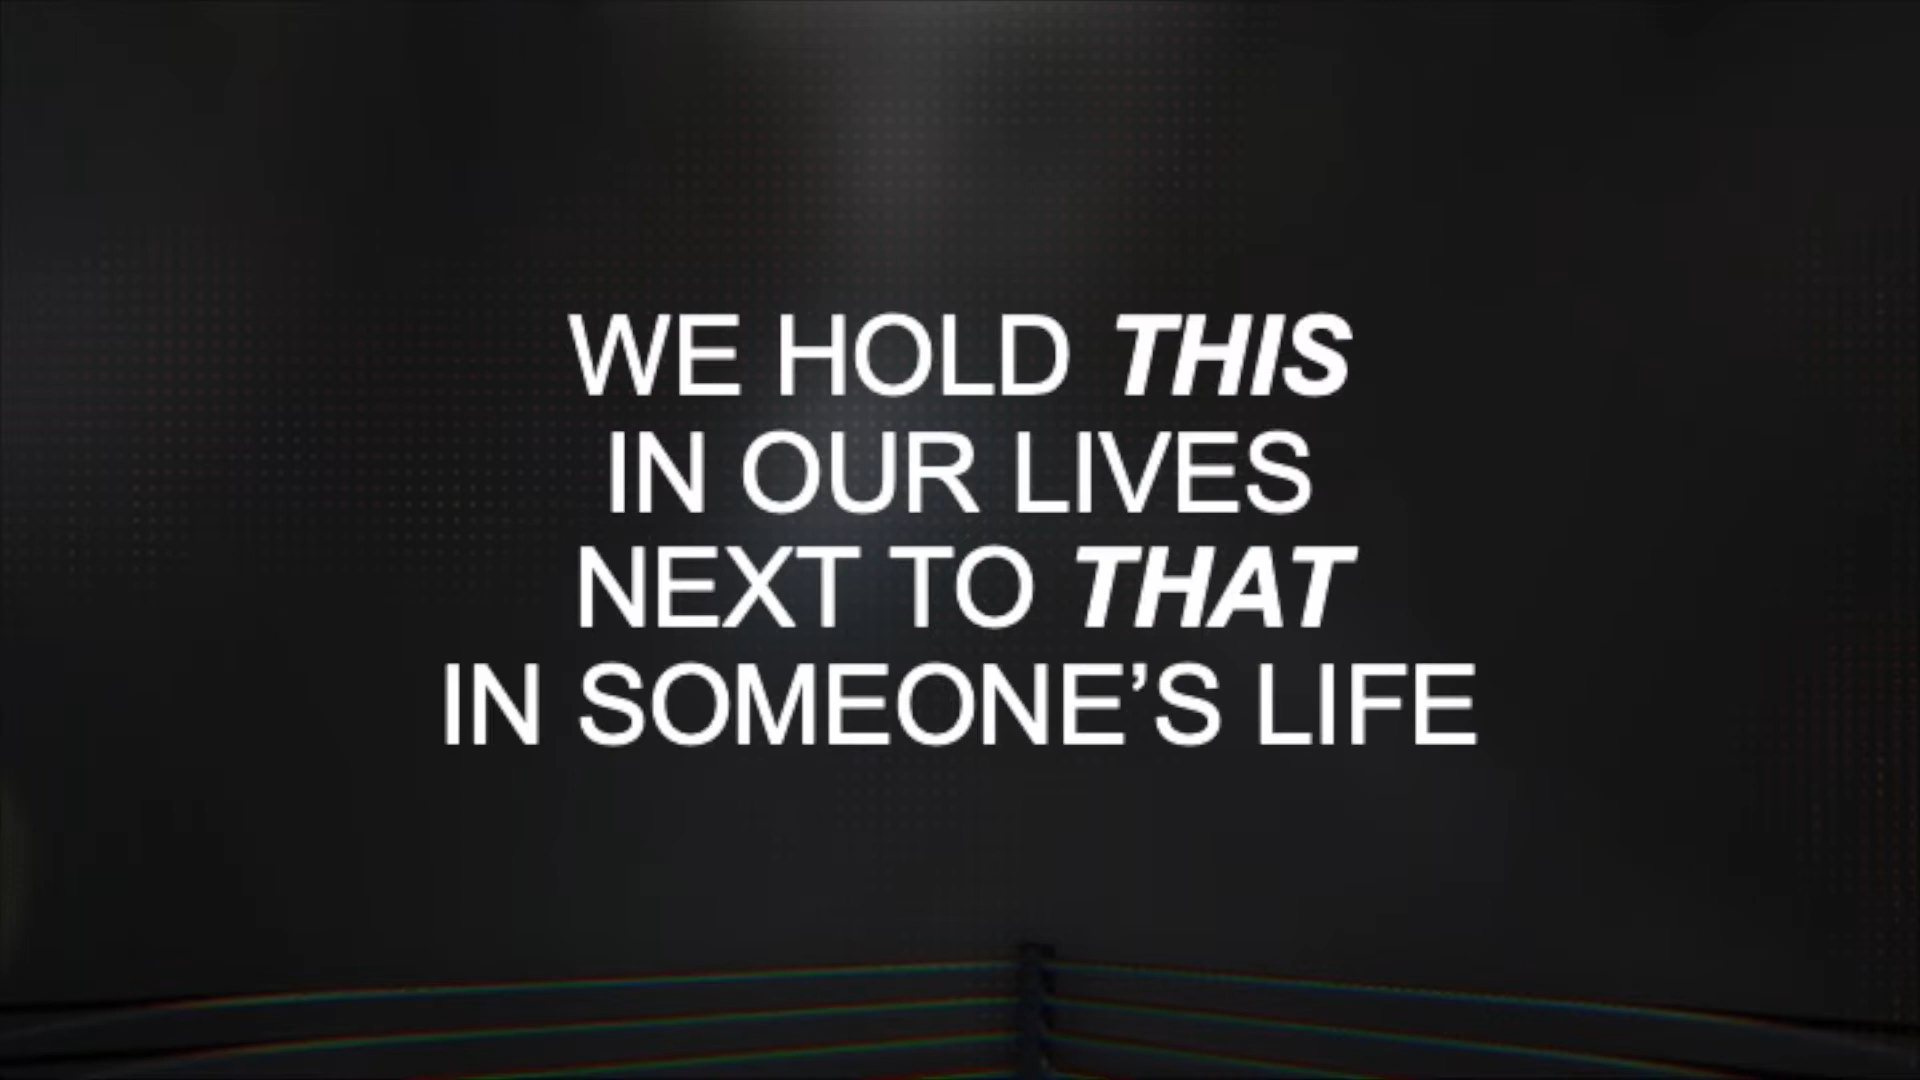 WE HOLD THIS
IN OUR LIVES
NEXT TO THAT
IN SOMEONE’S LIFE